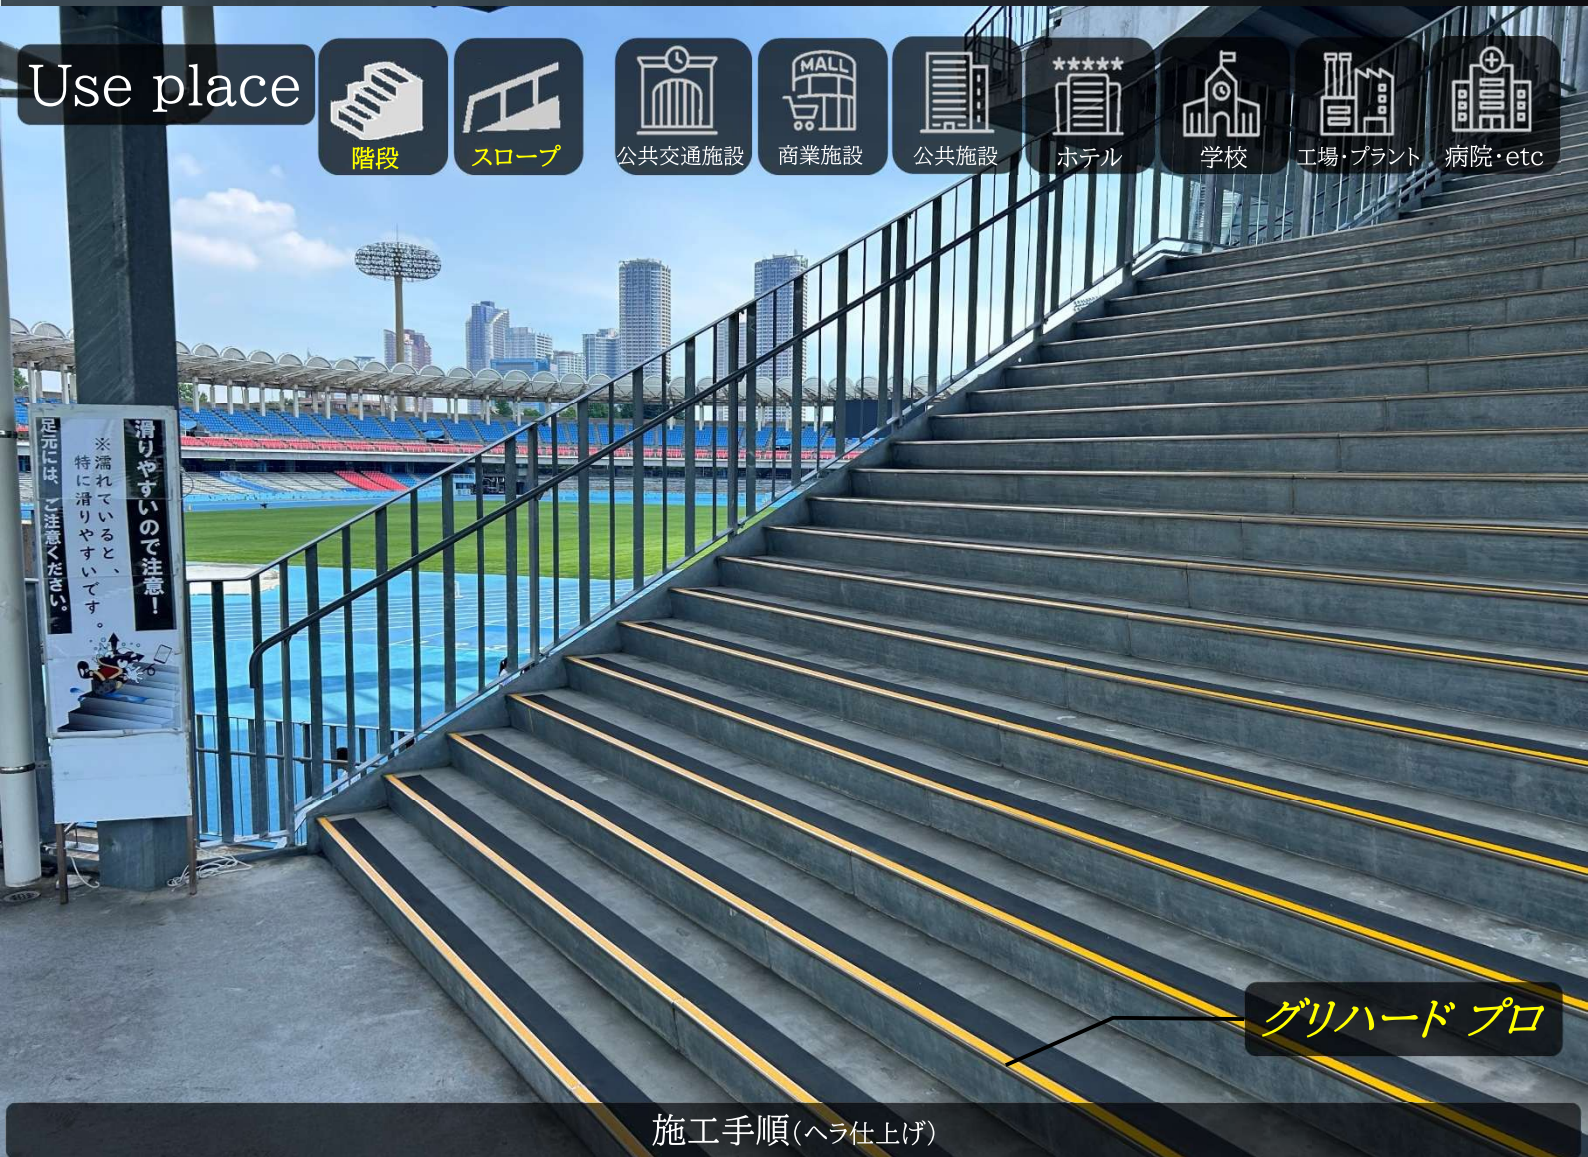 Use place
階段
スロープ
公共交通施設
MALL
商業施設
公共施設
ホテル
学校
工場・プラント
病院・etc
滑りやすいので注意!
※濡れていると、
特に滑りやすいです。
足元には、ご注意ください。
グリハード プロ
施工手順(ヘラ仕上げ)